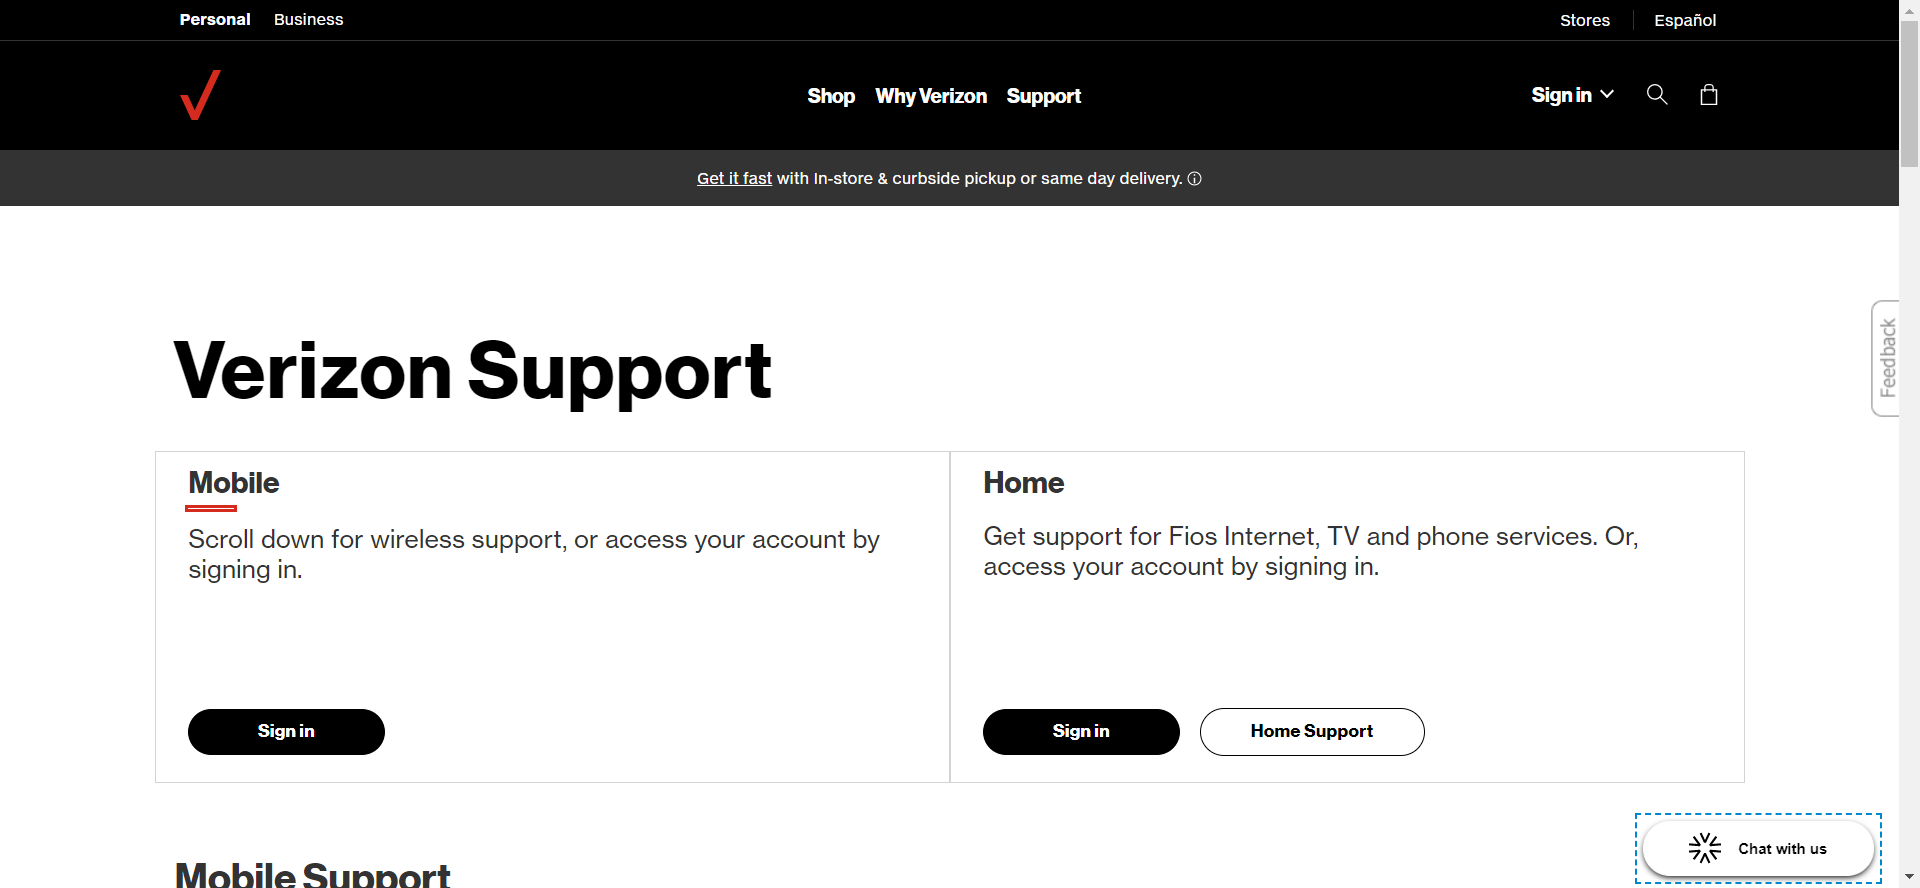 Personal Business
Stores Español
Shop Why Verizon Support
Sign in
Get it fast with In-store & curbside pickup or same day delivery.
Feedback
Verizon Support
Mobile
Scroll down for wireless support, or access your account by
signing in.
Sign in
Home
Get support for Fios Internet, TV and phone services. Or,
access your account by signing in.
Sign in Home Support
Chat with us
Mobile Support